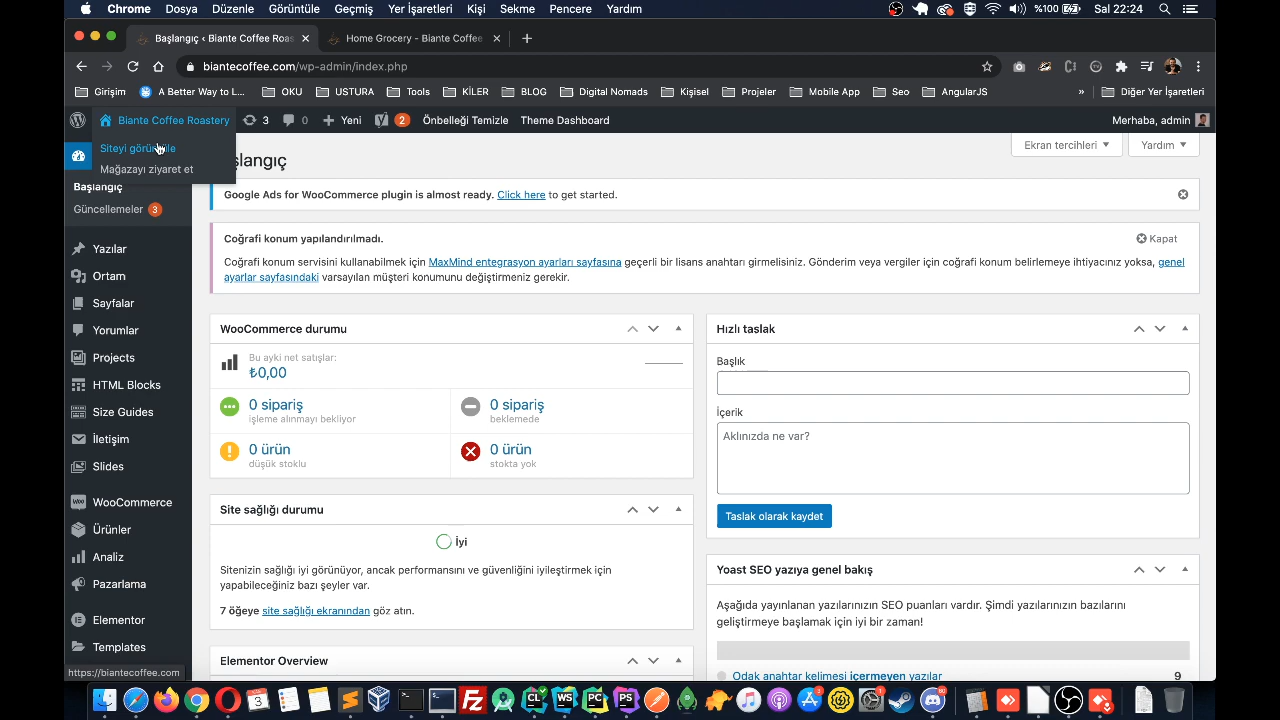 Chrome Dosya Düzenle Görüntüle Geçmiş Yer İşaretleri Kişi Sekme Pencere Yardım %100 Sal 22:24
Başlangıç ‹ Biante Coffee Roas
Home Grocery - Biante Coffee
biantecoffee.com/wp-admin/index.php
Girişim A Better Way to L... OKU USTURA Tools KİLER BLOG Digital Nomads Kişisel Projeler Mobile App Seo AngularJS » Diğer Yer İşaretleri
Biante Coffee Roastery 3 0 Yeni 2 Önbelleği Temizle Theme Dashboard Merhaba, admin
Siteyi görüntüle
Mağazayı ziyaret et
şlangıç
Ekran tercihleri
Yardım
Başlangıç
Güncellemeler 3
Yazılar
Ortam
Sayfalar
Yorumlar
Projects
HTML Blocks
Size Guides
İletişim
Slides
WooCommerce
Ürünler
Analiz
Pazarlama
Elementor
Templates
https://biantecoffee.com
Google Ads for WooCommerce plugin is almost ready. Click here to get started.
Coğrafi konum yapılandırılmadı.
Kapat
Coğrafi konum servisini kullanabilmek için MaxMind entegrasyon ayarları sayfasına geçerli bir lisans anahtarı girmelisiniz. Gönderim veya vergiler için coğrafi konum belirlemeye ihtiyacınız yoksa, genel
ayarlar sayfasındaki varsayılan müşteri konumunu değiştirmeniz gerekir.
WooCommerce durumu
Bu ayki net satışlar:
₺0,00
0 sipariş
işleme alınmayı bekliyor
0 sipariş
beklemede
0 ürün
düşük stoklu
0 ürün
stokta yok
Site sağlığı durumu
İyi
Sitenizin sağlığı iyi görünüyor, ancak performansını ve güvenliğini iyileştirmek için
yapabileceğiniz bazı şeyler var.
7 öğeye site sağlığı ekranından göz atın.
Elementor Overview
Hızlı taslak
Başlık
İçerik
Aklınızda ne var?
Taslak olarak kaydet
Yoast SEO yazıya genel bakış
Aşağıda yayınlanan yazılarınızın SEO puanları vardır. Şimdi yazılarınızın bazılarını
geliştirmeye başlamak için iyi bir zaman!
Odak anahtar kelimesi içermeyen yazılar 9